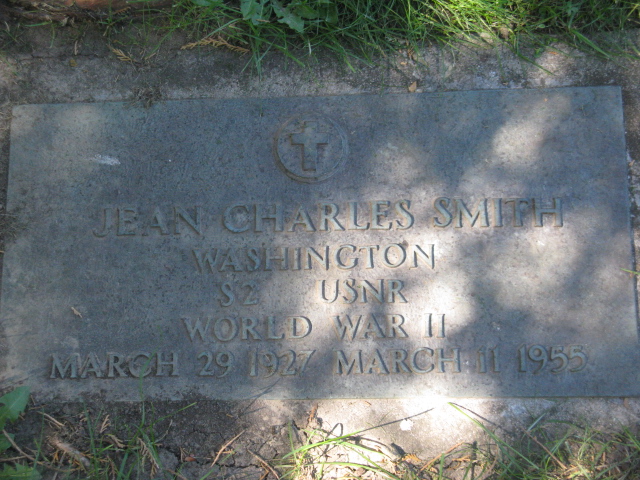 JEAN CHARLES SMITH
WASHINGTON
S2 USNR
WORLD WAR II
MARCH 29 1927 MARCH 11 1955